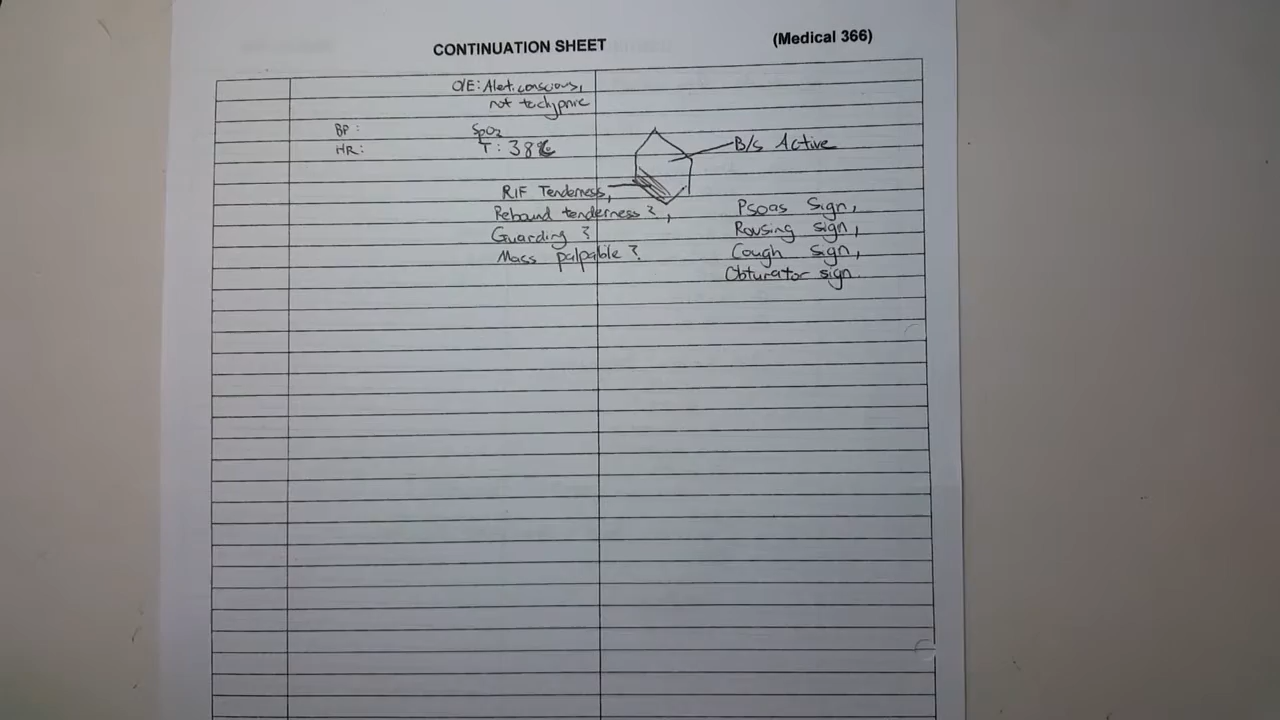 CONTINUATION SHEET (Medical 366)
O/E: Alert, conscious,
not tachypnic
BP: SpO2
HR: T: 38°C
B/s Active
RIF Tenderness,
Rebound tenderness?,
Guarding?
Mass palpable?
Psoas sign,
Rovsing sign,
Cough sign,
Obturator sign.